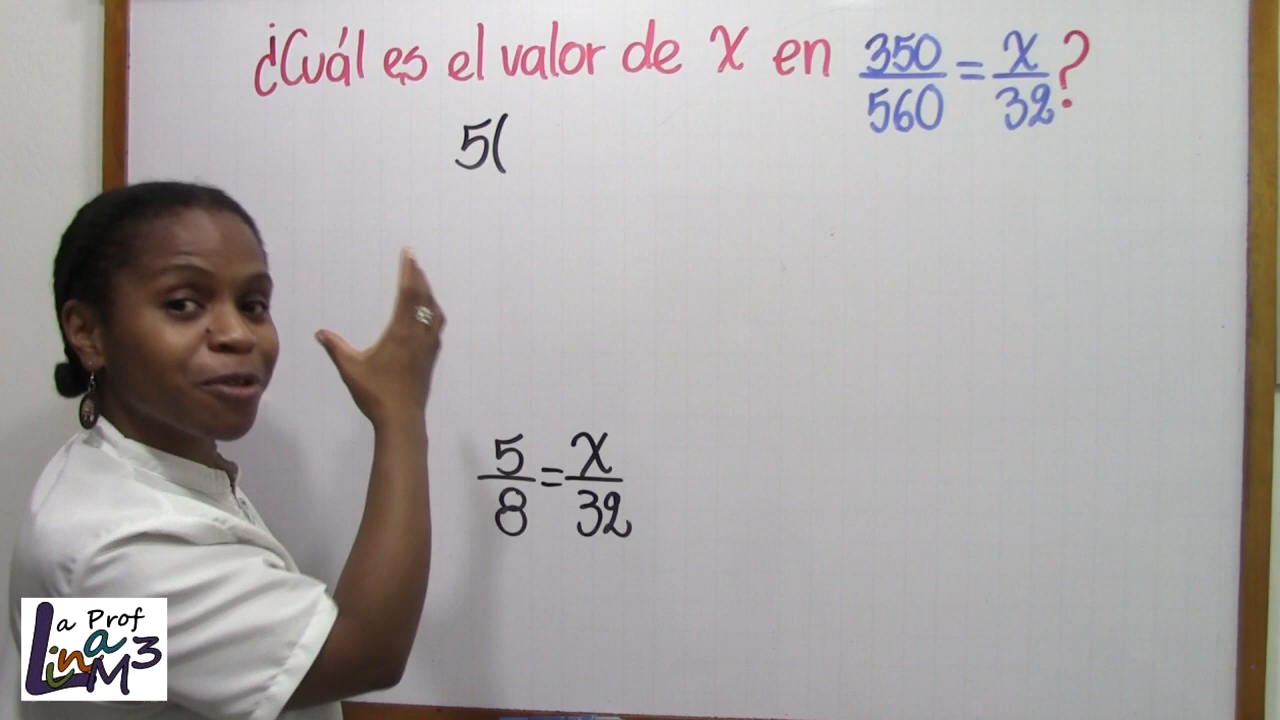 ¿Cuál es el valor de x en 350/560 = x/32?
5(
5/8 = x/32
La Prof
Lina M3